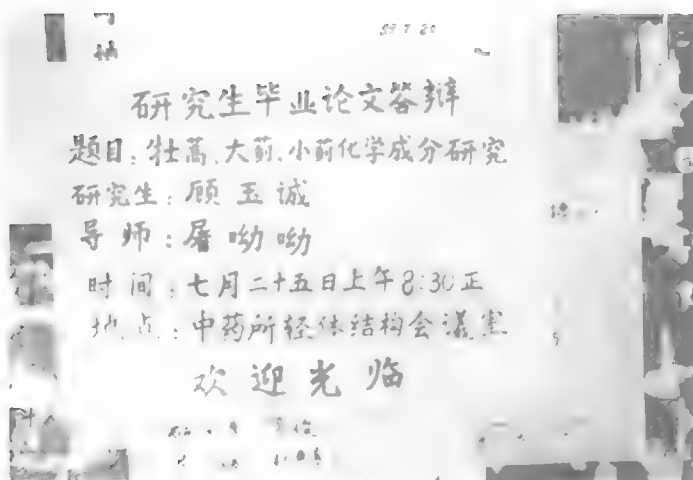 89 7 20
研究生毕业论文答辩
题目:牡蒿、大蓟、小蓟化学成分研究
研究生:顾玉诚
导师:屠呦呦
时间:七月二十五日上午8:30正
地点:中药所轻体结构会议室
欢迎光临